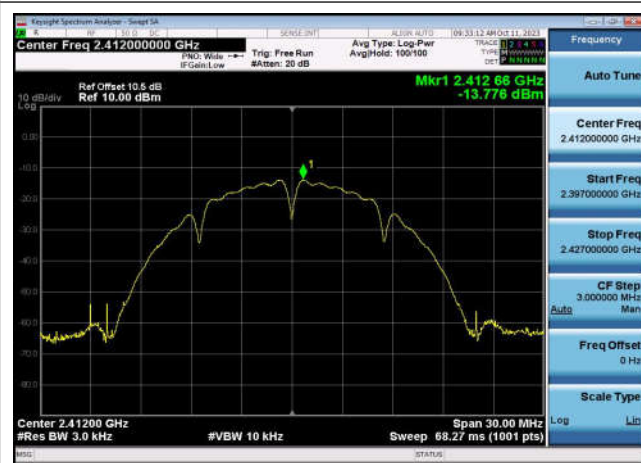 Keysight Spectrum Analyzer - Swept SA
R RF 50 Ω DC SENSE:INT ALIGN AUTO 09:33:12 AM Oct 11, 2023
Center Freq 2.412000000 GHz
PNO: Wide Trig: Free Run Avg Type: Log-Pwr TRACE 1 2 3 4 5 6
IFGain:Low #Atten: 20 dB Avg|Hold: 100/100 TYPE
DET P N N N N N
Ref Offset 10.5 dB
Ref 10.00 dBm
10 dB/div
Log
Mkr1 2.412 66 GHz
-13.776 dBm
0.00
-10.0
-20.0
-30.0
-40.0
-50.0
-60.0
-70.0
-80.0
1
Center 2.41200 GHz
Span 30.00 MHz
#Res BW 3.0 kHz
#VBW 10 kHz
Sweep 68.27 ms (1001 pts)
MSG
STATUS
Frequency
Auto Tune
Center Freq
2.412000000 GHz
Start Freq
2.397000000 GHz
Stop Freq
2.427000000 GHz
CF Step
3.000000 MHz
Auto Man
Freq Offset
0 Hz
Scale Type
Log Lin